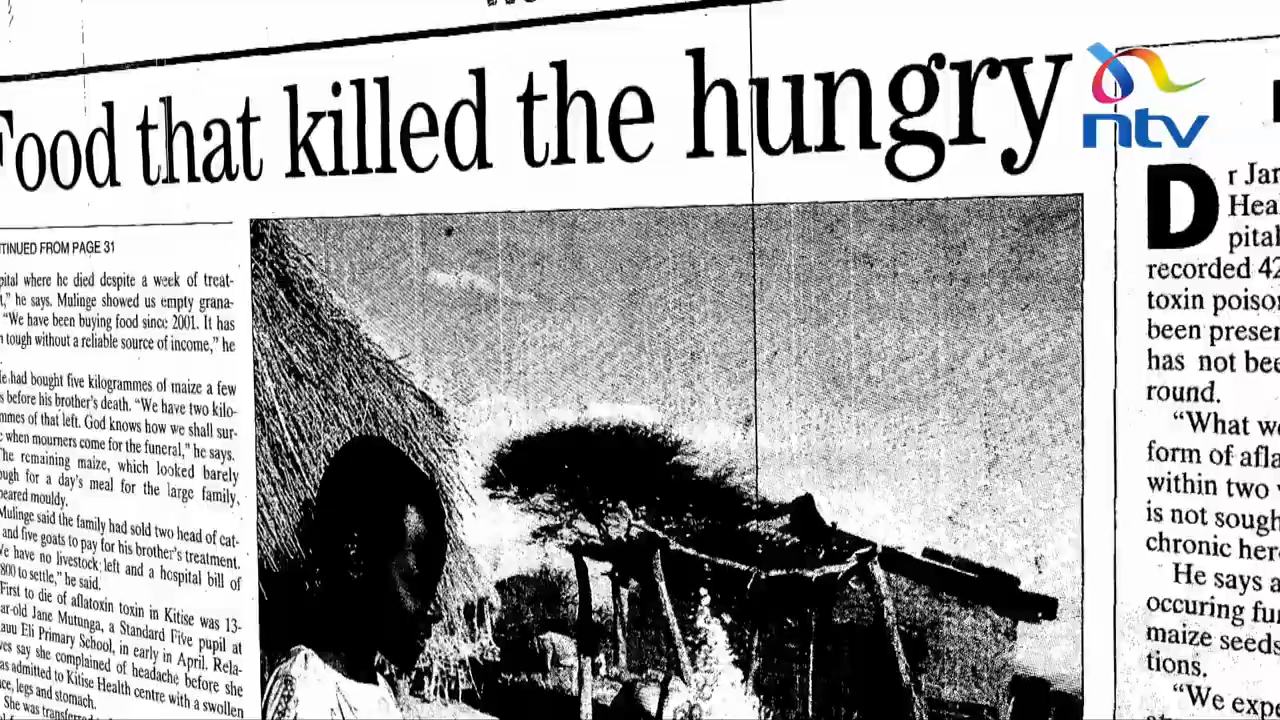 Food that killed the hungry
ntv
TINUED FROM PAGE 31
pital where he died despite a week of treat-
t," he says. Mulinge showed us empty grana-
"We have been buying food since 2001. It has
n tough without a reliable source of income," he
e had bought five kilogrammes of maize a few
s before his brother's death. "We have two kilo-
mmes of that left. God knows how we shall sur-
e when mourners come for the funeral," he says.
The remaining maize, which looked barely
ough for a day's meal for the large family,
peared mouldy.
Mulinge said the family had sold two head of cat-
and five goats to pay for his brother's treatment.
We have no livestock left and a hospital bill of
800 to settle," he said.
First to die of aflatoxin toxin in Kitise was 13-
ar-old Jane Mutunga, a Standard Five pupil at
auu Eli Primary School, in early in April. Rela-
ves say she complained of headache before she
as admitted to Kitise Health centre with a swollen
ce, legs and stomach.
She was transferred
Dr Jar
Hea
pital
recorded 42
toxin poiso
been preser
has not bee
round.
"What we
form of afla
within two
is not sough
chronic her
He says a
occuring fu
maize seeds
tions.
"We expe